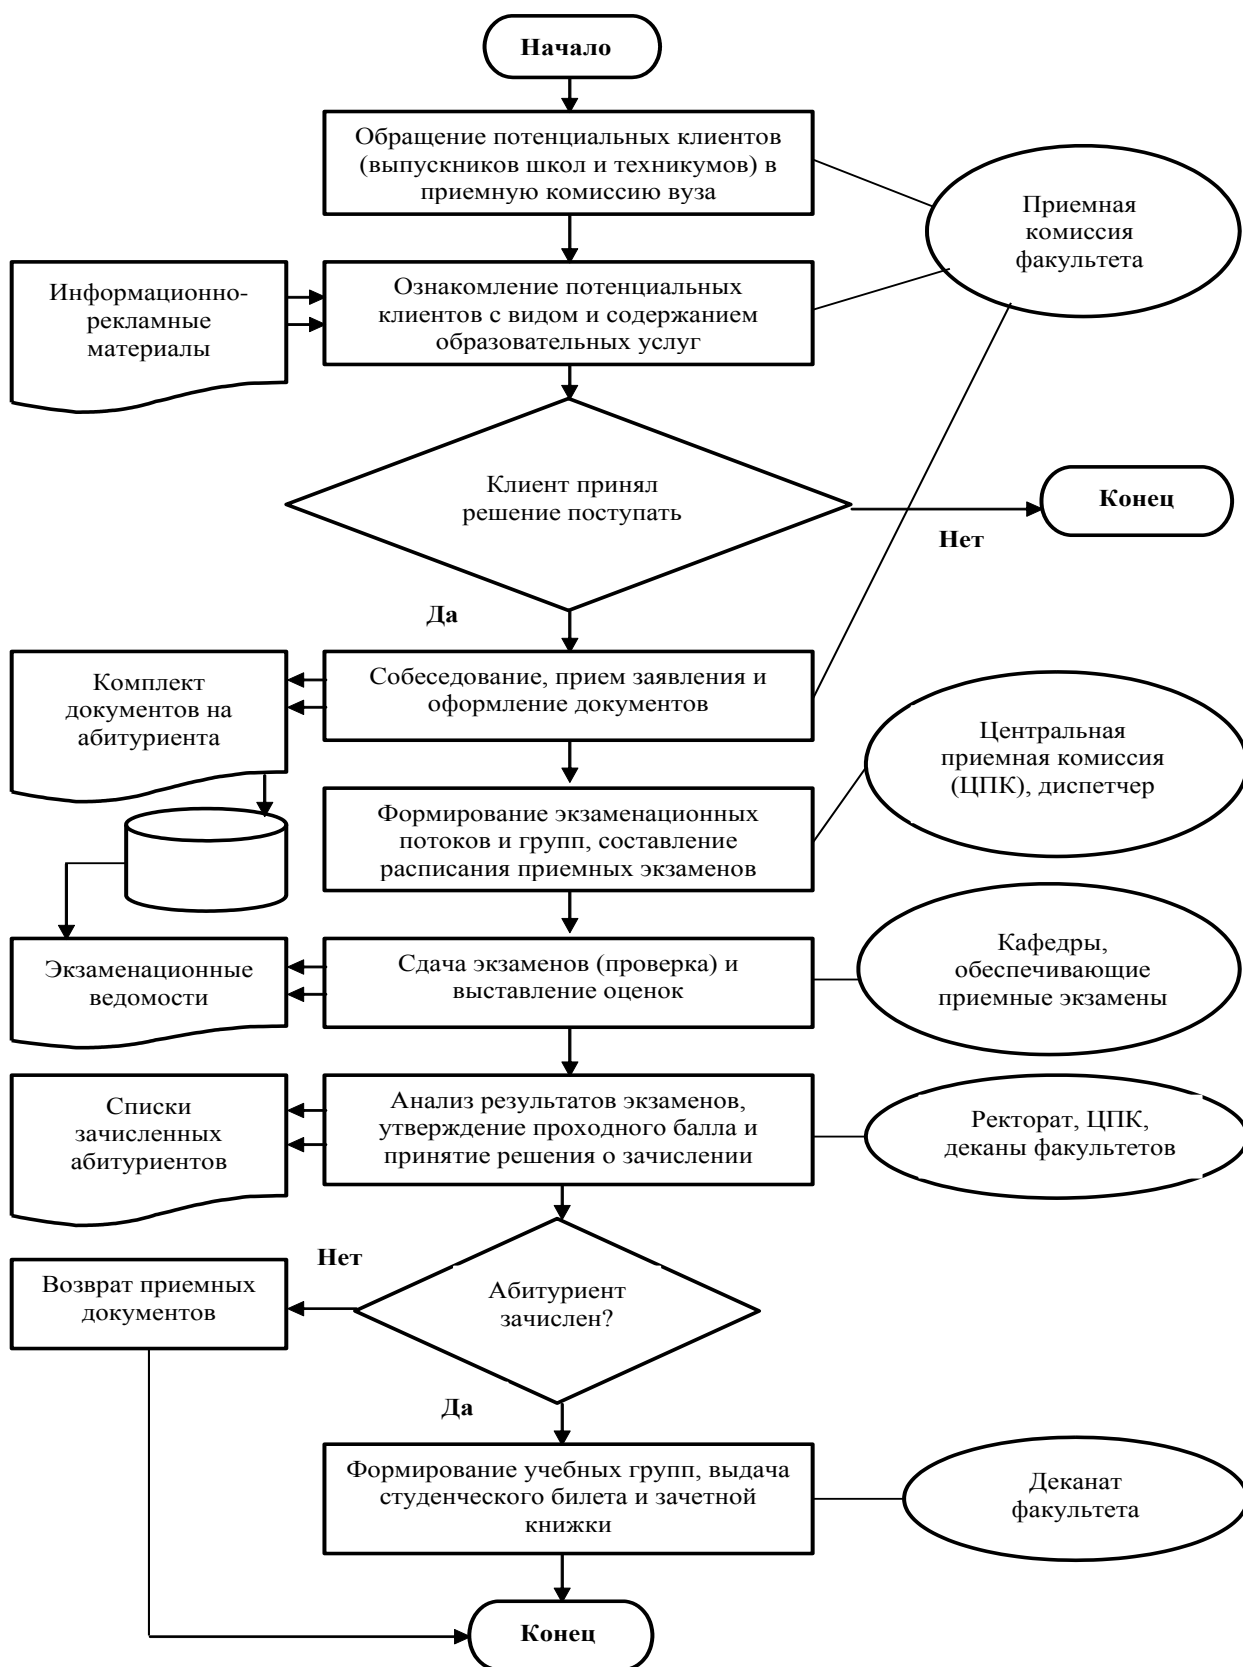 Начало
Обращение потенциальных клиентов
(выпускников школ и техникумов) в
приемную комиссию вуза
Приемная
комиссия
факультета
Информационно-
рекламные
материалы
Ознакомление потенциальных
клиентов с видом и содержанием
образовательных услуг
Клиент принял
решение поступать
Конец
Нет
Да
Комплект
документов на
абитуриента
Собеседование, прием заявления и
оформление документов
Центральная
приемная комиссия
(ЦПК), диспетчер
Формирование экзаменационных
потоков и групп, составление
расписания приемных экзаменов
Экзаменационные
ведомости
Сдача экзаменов (проверка) и
выставление оценок
Кафедры,
обеспечивающие
приемные экзамены
Списки
зачисленных
абитуриентов
Анализ результатов экзаменов,
утверждение проходного балла и
принятие решения о зачислении
Ректорат, ЦПК,
деканы факультетов
Нет
Возврат приемных
документов
Абитуриент
зачислен?
Да
Формирование учебных групп, выдача
студенческого билета и зачетной
книжки
Деканат
факультета
Конец